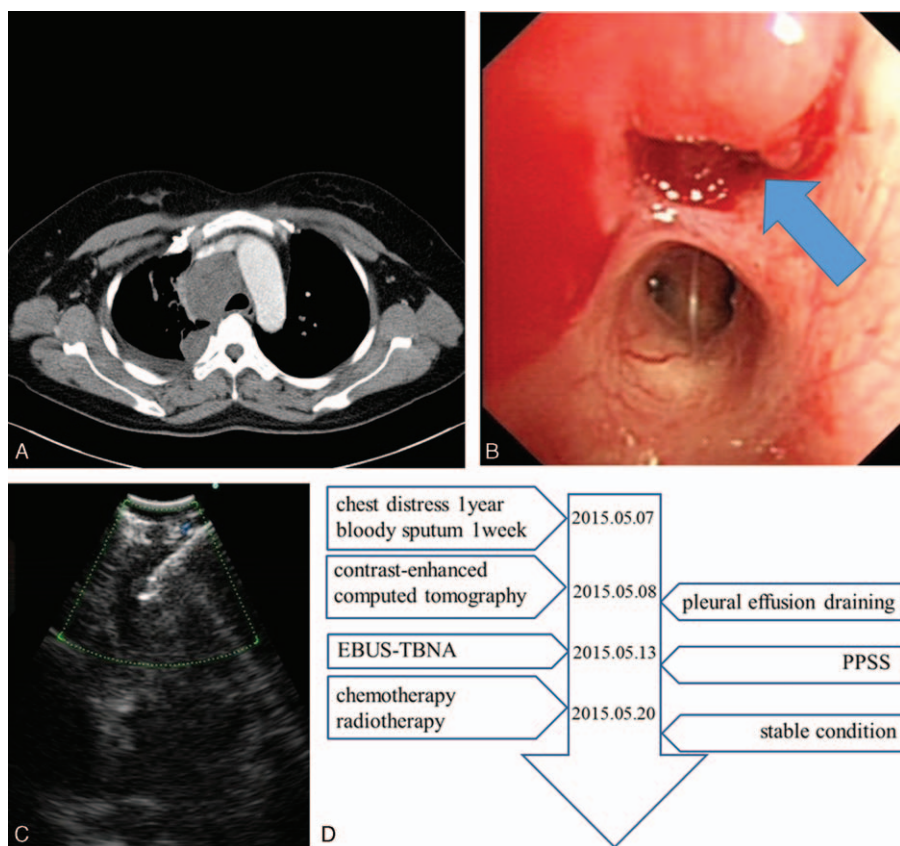 A
B
C
D
chest distress 1year
bloody sputum 1week
2015.05.07
contrast-enhanced
computed tomography
2015.05.08
pleural effusion draining
EBUS-TBNA
2015.05.13
PPSS
chemotherapy
radiotherapy
2015.05.20
stable condition